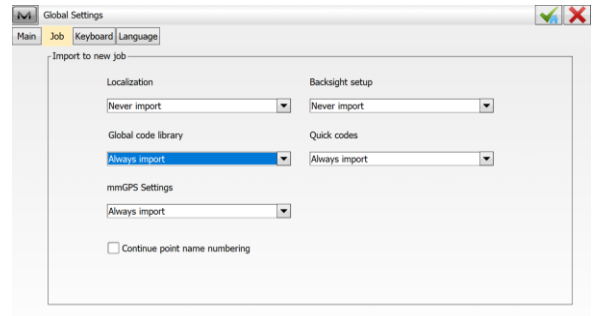 Global Settings
Main Job Keyboard Language
Import to new job
Localization Backsight setup
Never import Never import
Global code library Quick codes
Always import Always import
mmGPS Settings
Always import
Continue point name numbering